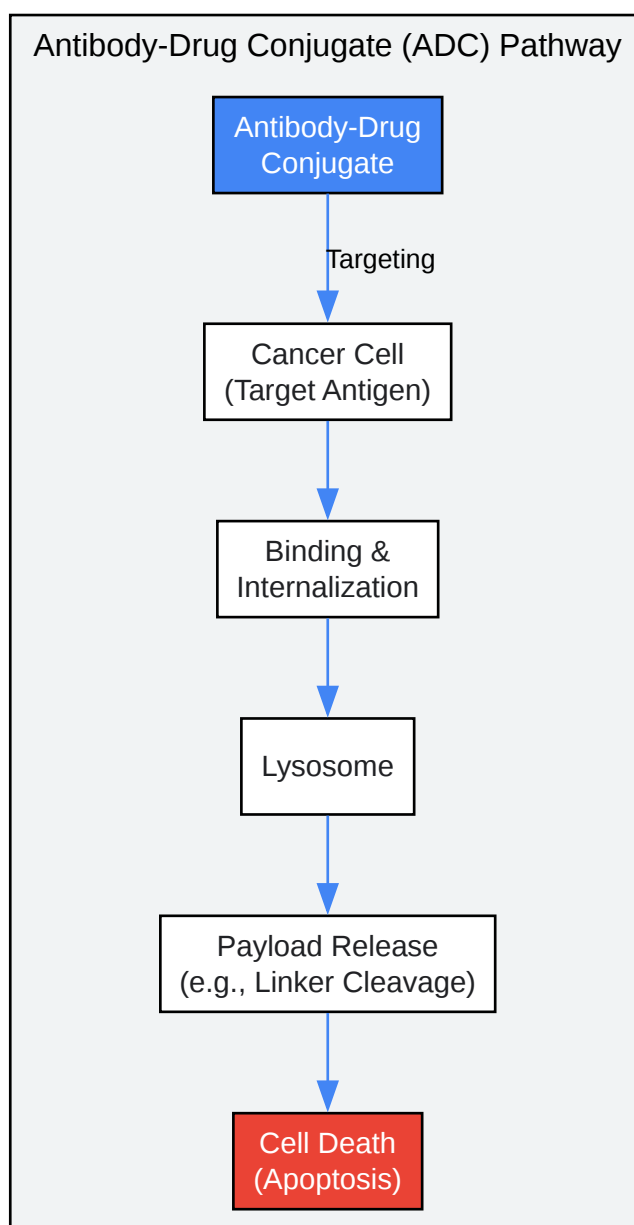 Antibody-Drug Conjugate (ADC) Pathway
Antibody-Drug
Conjugate
Targeting
Cancer Cell
(Target Antigen)
Binding &
Internalization
Lysosome
Payload Release
(e.g., Linker Cleavage)
Cell Death
(Apoptosis)